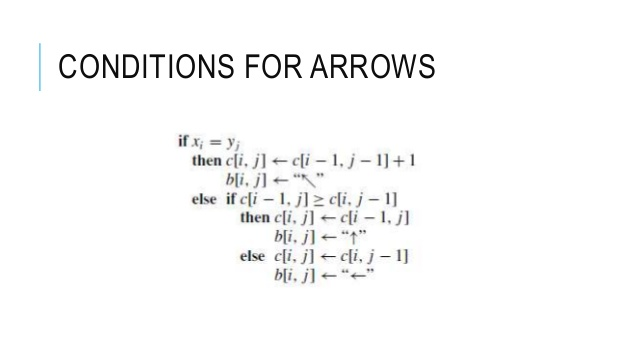 CONDITIONS FOR ARROWS
if xᵢ = yⱼ
then c[i, j] ← c[i − 1, j − 1] + 1
b[i, j] ← “↖”
else if c[i − 1, j] ≥ c[i, j − 1]
then c[i, j] ← c[i − 1, j]
b[i, j] ← “↑”
else c[i, j] ← c[i, j − 1]
b[i, j] ← “←”